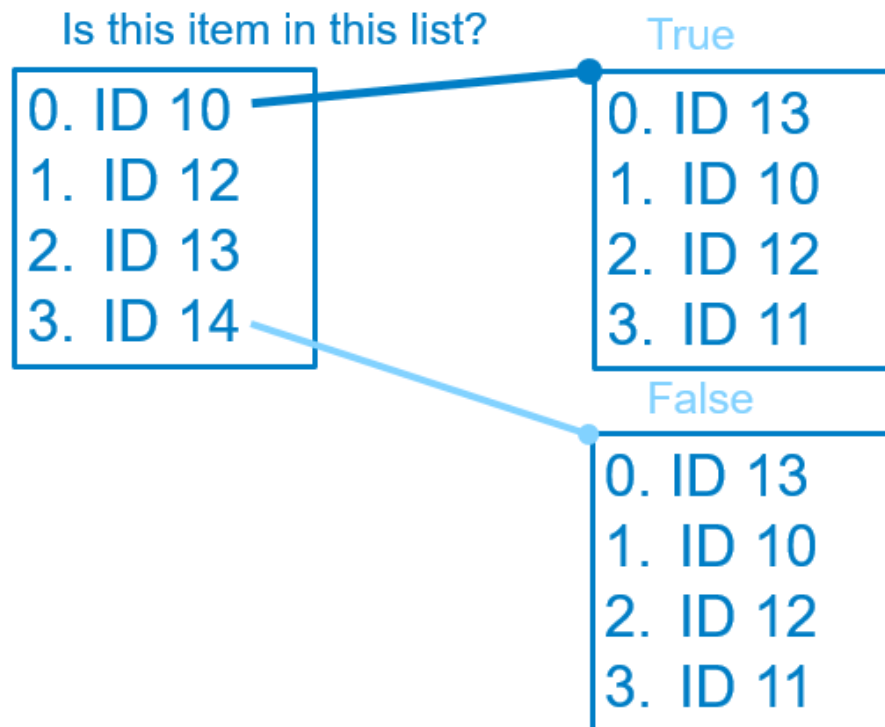 Is this item in this list?
0. ID 10
1. ID 12
2. ID 13
3. ID 14
True
0. ID 13
1. ID 10
2. ID 12
3. ID 11
False
0. ID 13
1. ID 10
2. ID 12
3. ID 11